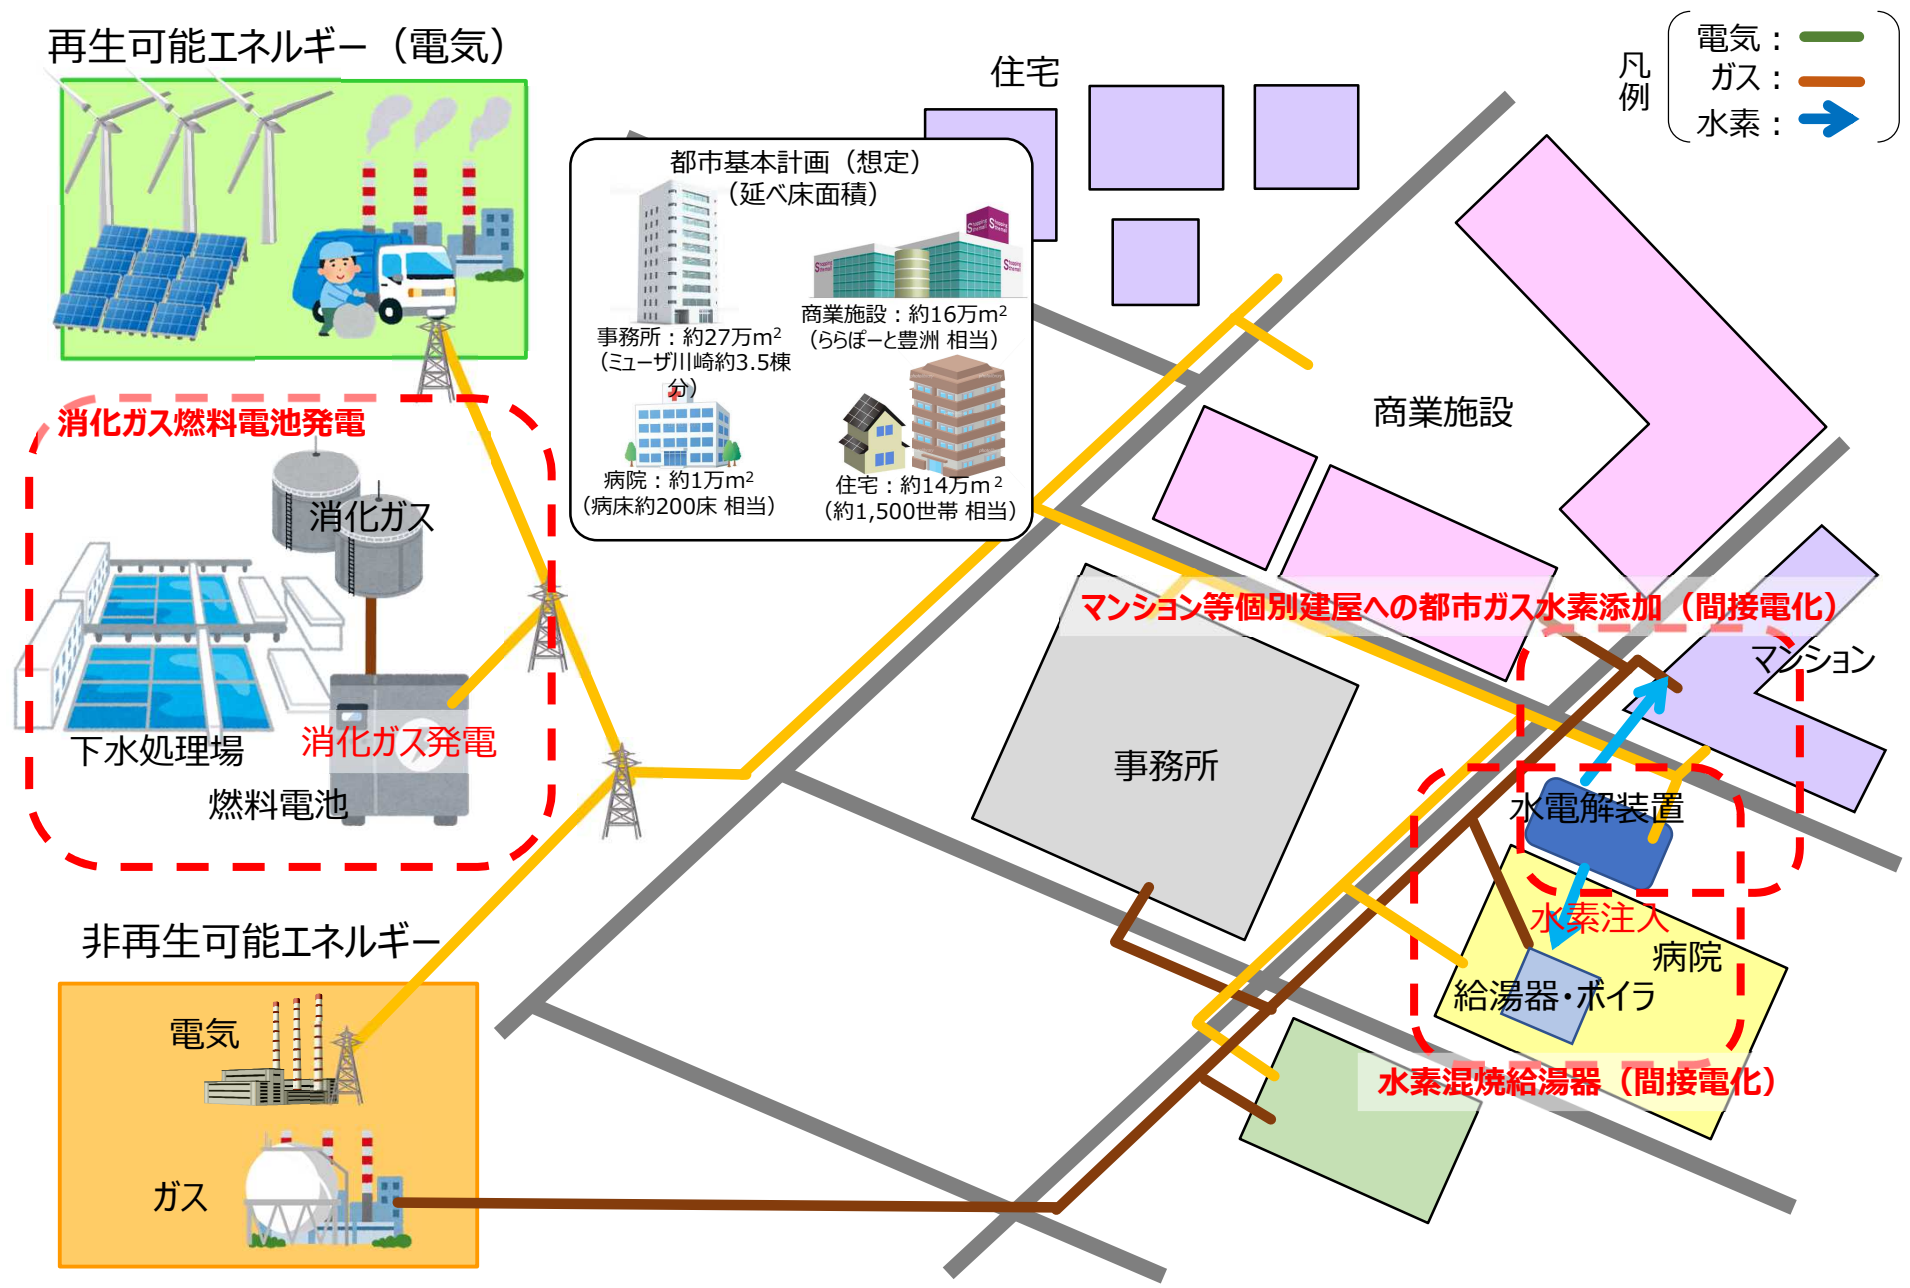 再生可能エネルギー（電気）
凡例
電気：
ガス：
水素：
住宅
都市基本計画（想定）
（延べ床面積）
Shopping
Sthemall
Shopping
Sthemall
Shopping
Sthemall
Shopping
Sthemall
事務所：約27万m²
（ミューザ川崎約3.5棟
分）
商業施設：約16万m²
（ららぽーと豊洲 相当）
病院：約1万m²
（病床約200床 相当）
住宅：約14万m²
（約1,500世帯 相当）
商業施設
消化ガス燃料電池発電
消化ガス
下水処理場
消化ガス発電
燃料電池
マンション等個別建屋への都市ガス水素添加（間接電化）
マンション
事務所
水電解装置
水素注入
病院
給湯器・ボイラ
水素混焼給湯器（間接電化）
非再生可能エネルギー
電気
ガス